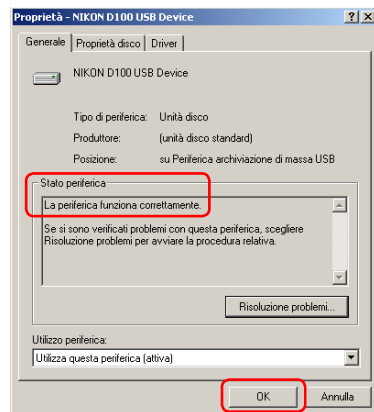 Proprietà - NIKON D100 USB Device
Generale Proprietà disco Driver
NIKON D100 USB Device
Tipo di periferica: Unità disco
Produttore: (unità disco standard)
Posizione: su Periferica archiviazione di massa USB
Stato periferica
La periferica funziona correttamente.
Se si sono verificati problemi con questa periferica, scegliere
Risoluzione problemi per avviare la procedura relativa.
Risoluzione problemi...
Utilizzo periferica:
Utilizza questa periferica (attiva)
OK Annulla